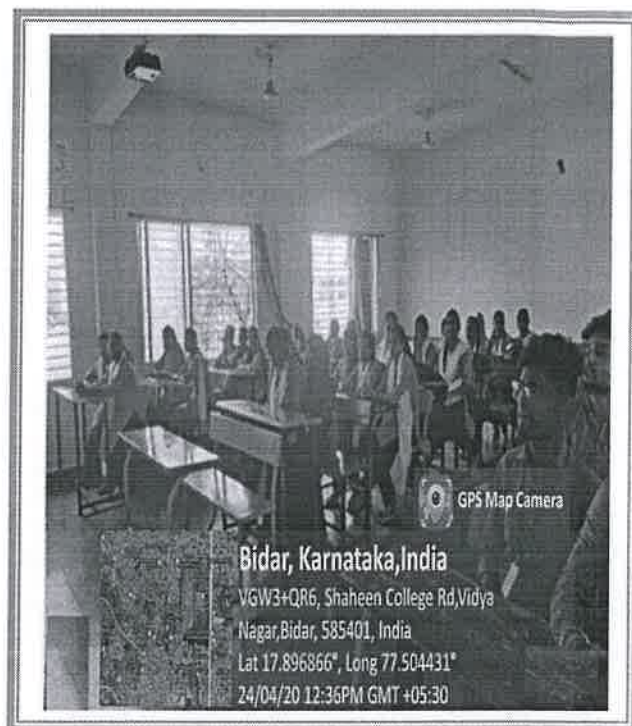 GPS Map Camera
Bidar, Karnataka,India
VGW3+QR6, Shaheen College Rd,Vidya
Nagar,Bidar, 585401, India
Lat 17.896866°, Long 77.504431°
24/04/20 12:36PM GMT +05:30